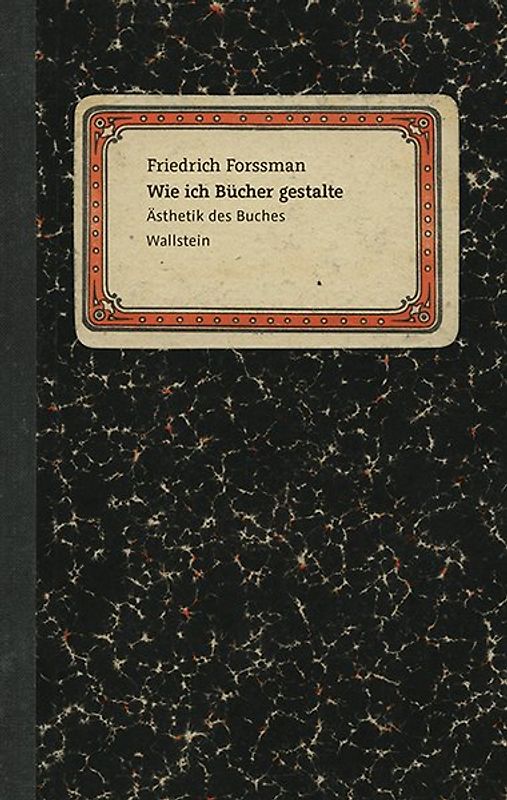 Friedrich Forssman
Wie ich Bücher gestalte
Ästhetik des Buches
Wallstein